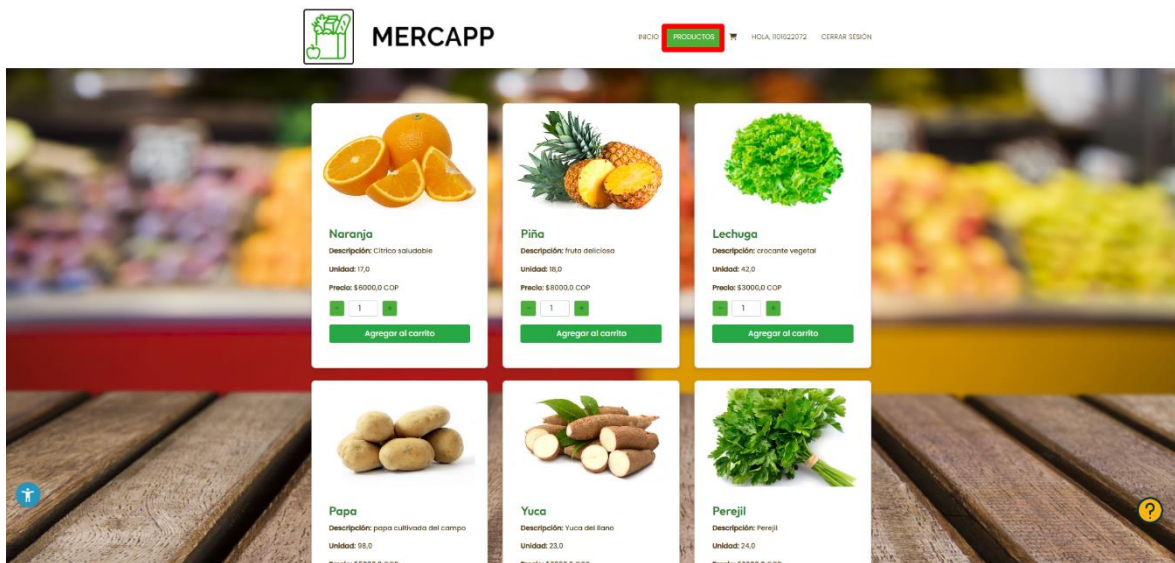 MERCAPP
INICIO PRODUCTOS HOLA, 1101622072 CERRAR SESIÓN
Naranja
Descripción: Cítrico saludable
Unidad: 17,0
Precio: $6000,0 COP
- 1 +
Agregar al carrito
Piña
Descripción: fruta deliciosa
Unidad: 18,0
Precio: $8000,0 COP
- 1 +
Agregar al carrito
Lechuga
Descripción: crocante vegetal
Unidad: 42,0
Precio: $3000,0 COP
- 1 +
Agregar al carrito
Papa
Descripción: papa cultivada del campo
Unidad: 98,0
Yuca
Descripción: Yuca del llano
Unidad: 23,0
Perejil
Descripción: Perejil
Unidad: 24,0
?